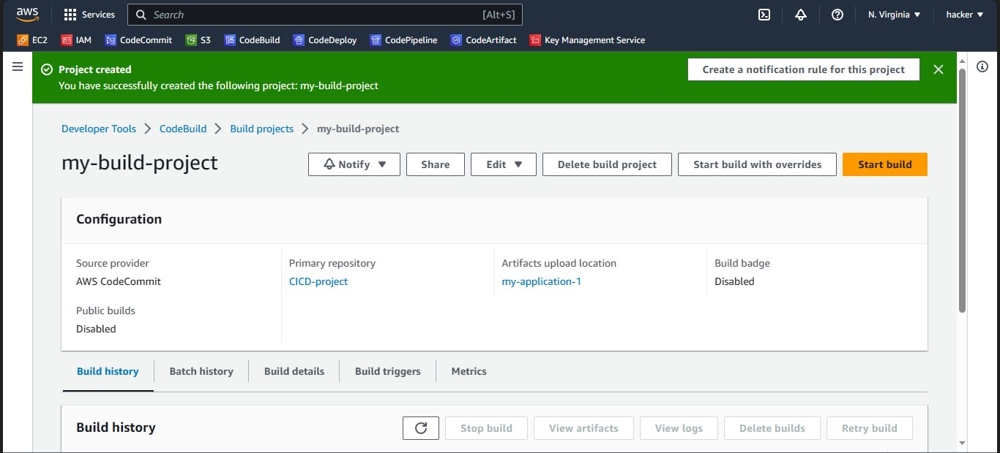 aws Services Search [Alt+S] N. Virginia hacker
EC2 IAM CodeCommit S3 CodeBuild CodeDeploy CodePipeline CodeArtifact Key Management Service
Project created
You have successfully created the following project: my-build-project
Create a notification rule for this project
Developer Tools CodeBuild Build projects my-build-project
my-build-project
Notify Share Edit Delete build project Start build with overrides Start build
Configuration
Source provider
AWS CodeCommit
Primary repository
CICD-project
Artifacts upload location
my-application-1
Build badge
Disabled
Public builds
Disabled
Build history Batch history Build details Build triggers Metrics
Build history
Stop build View artifacts View logs Delete builds Retry build